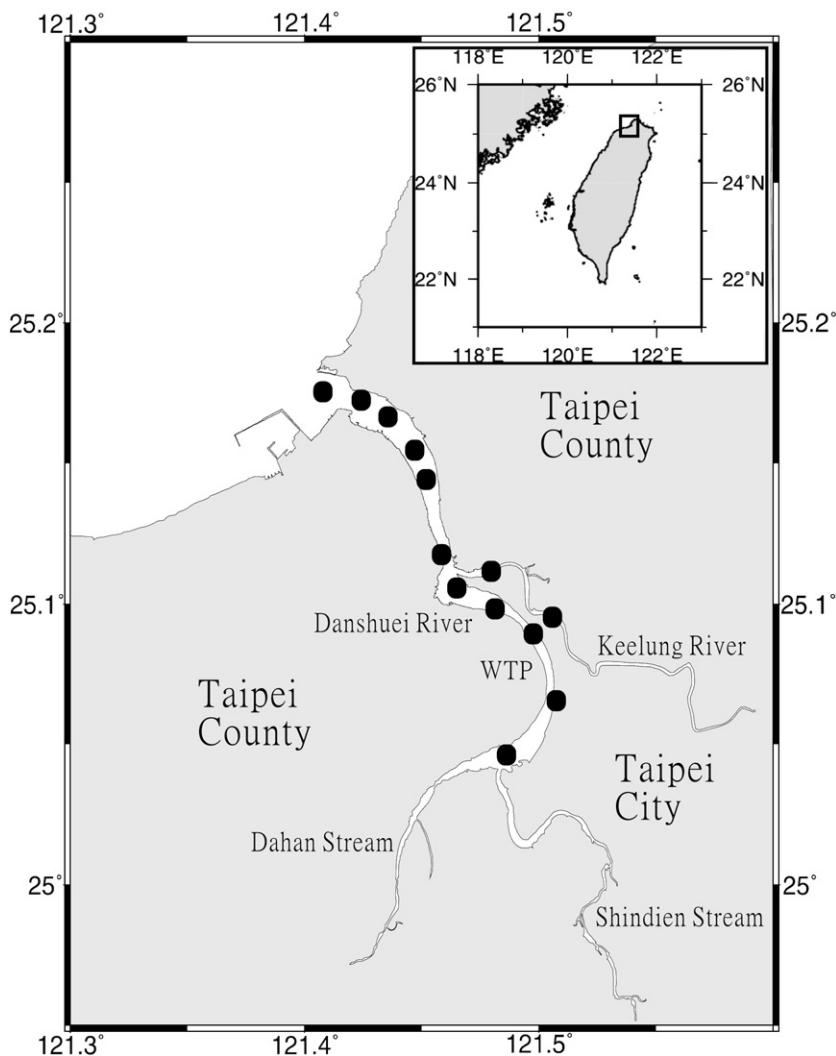 121.3 121.4 121.5˚
118˚E 120˚E 122˚E
26˚N 26˚N
24˚N 24˚N
22˚N 22˚N
118˚E 120˚E 122˚E
25.2˚ 25.2˚
Taipei
County
25.1˚ 25.1˚
Danshuei River
Keelung River
WTP
Taipei
County
Taipei
City
Dahan Stream
25˚ 25˚
Shindien Stream
121.3 121.4 121.5˚